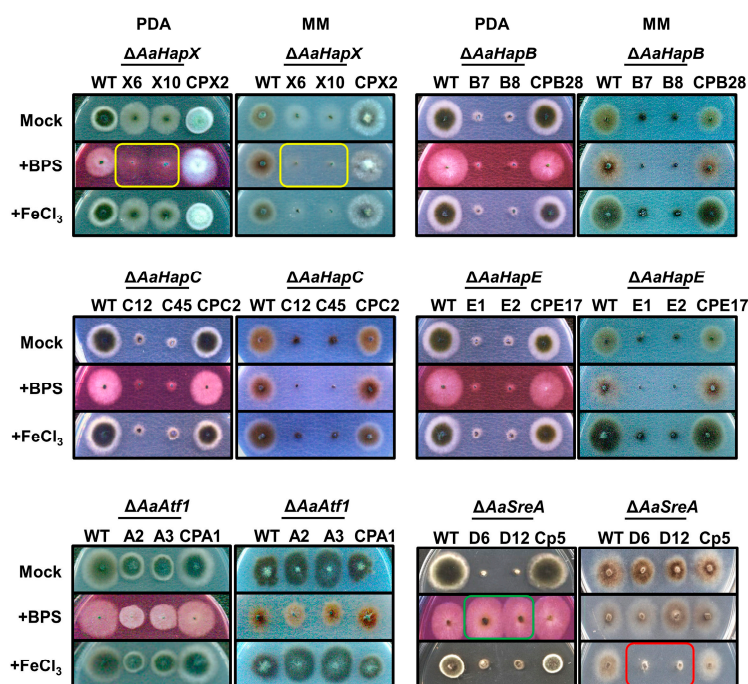 PDA MM PDA MM
ΔAaHapX ΔAaHapX ΔAaHapB ΔAaHapB
WT X6 X10 CPX2 WT X6 X10 CPX2 WT B7 B8 CPB28 WT B7 B8 CPB28
Mock
+BPS
+FeCl₃
ΔAaHapC ΔAaHapC ΔAaHapE ΔAaHapE
WT C12 C45 CPC2 WT C12 C45 CPC2 WT E1 E2 CPE17 WT E1 E2 CPE17
Mock
+BPS
+FeCl₃
ΔAaAtf1 ΔAaAtf1 ΔAaSreA ΔAaSreA
WT A2 A3 CPA1 WT A2 A3 CPA1 WT D6 D12 Cp5 WT D6 D12 Cp5
Mock
+BPS
+FeCl₃